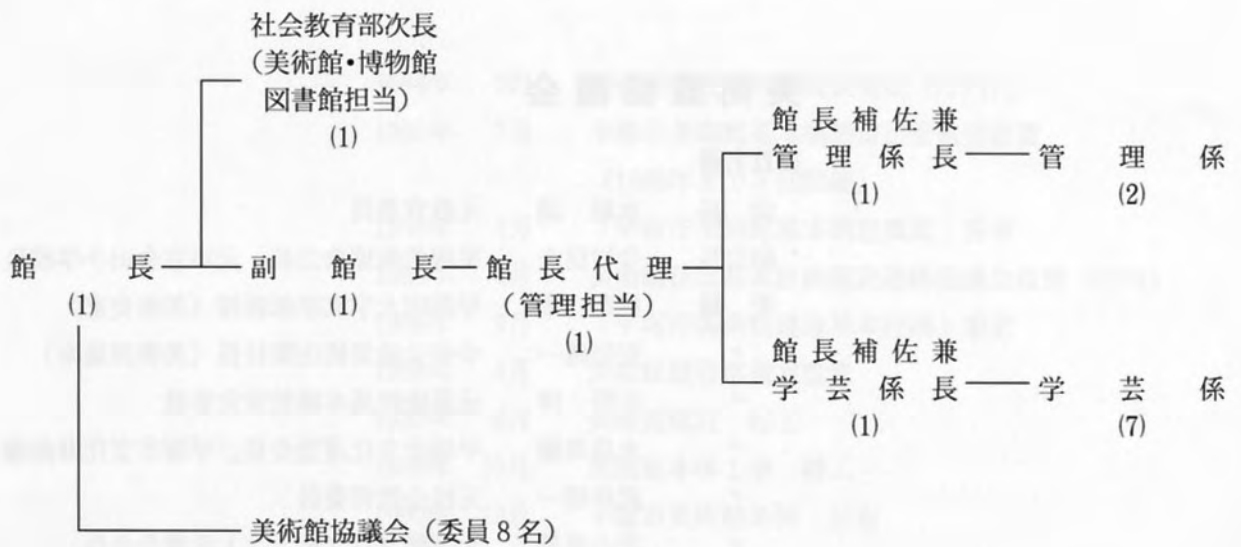 社会教育部次長
(美術館・博物館
図書館担当)
(1)
館長
(1)
副館長
(1)
館長代理
(管理担当)
(1)
館長補佐兼
管理係長
(1)
管理係
(2)
館長補佐兼
学芸係長
(1)
学芸係
(7)
美術館協議会(委員8名)